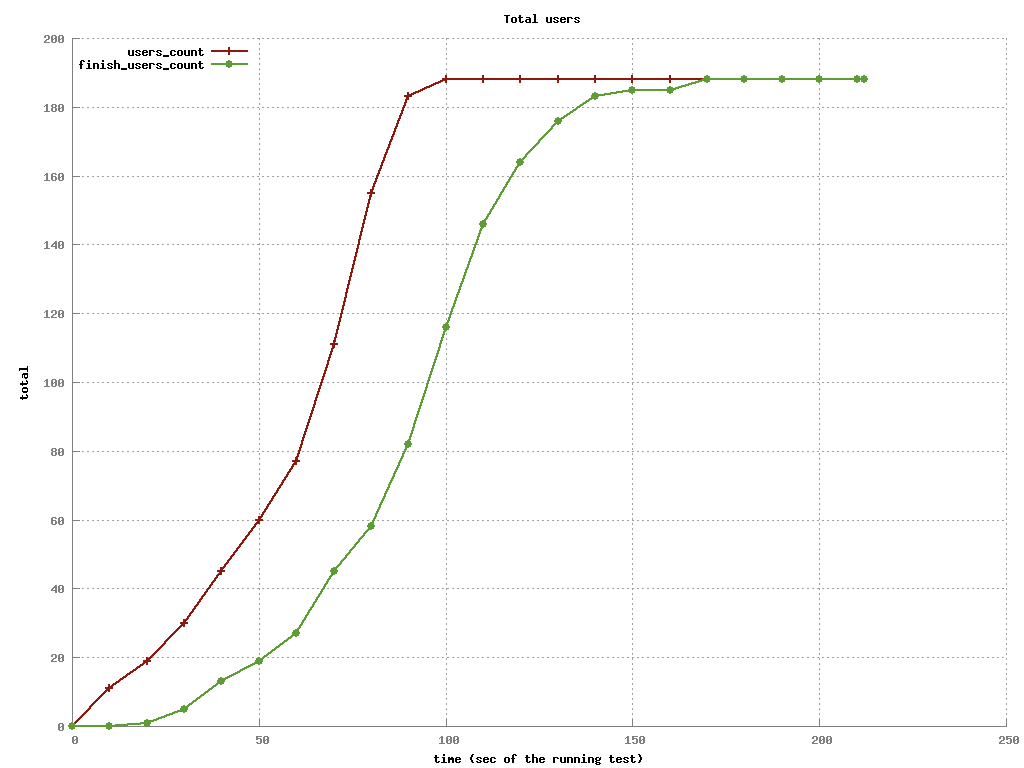 Total users
users_count
finish_users_count
200
180
160
140
120
100
80
60
40
20
0
total
0 50 100 150 200 250
time (sec of the running test)